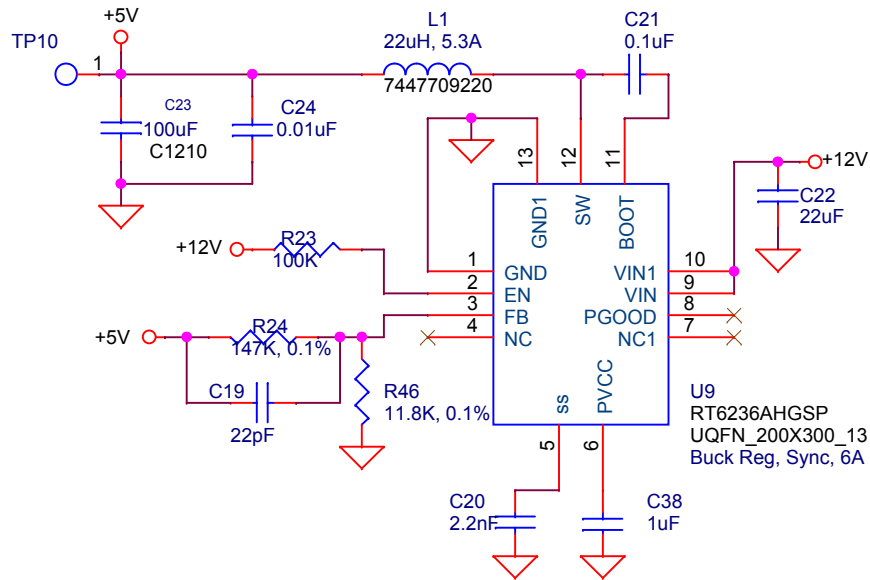 +5V
TP10
1
L1
22uH, 5.3A
7447709220
C21
0.1uF
C23
100uF
C1210
C24
0.01uF
13
12
11
+12V
C22
22uF
GND1
SW
BOOT
+12V
R23
100K
1
GND
VIN1
10
2
EN
VIN
9
3
FB
PGOOD
8
4
NC
NC1
7
+5V
R24
147K, 0.1%
C19
22pF
R46
11.8K, 0.1%
ss
PVCC
5
6
U9
RT6236AHGSP
UQFN_200X300_13
Buck Reg, Sync, 6A
C20
2.2nF
C38
1uF